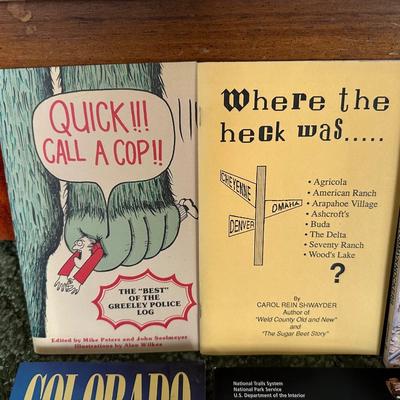 QUICK!!!
CALL A COP!!
THE "BEST"
OF THE
GREELEY POLICE
LOG
Edited by Mike Peters and John Seelmeyer
Illustrations by Alan Wilkes
Where the
heck was.....
CHEYENNE
OMAHA
DENVER
• Agricola
• American Ranch
• Arapahoe Village
• Ashcroft's
• Buda
• The Delta
• Seventy Ranch
• Wood's Lake
?
By
CAROL REIN SHWAYDER
Author of
"Weld County Old and New"
and
"The Sugar Beet Story"
COLORADO
National Trails System
National Park Service
U.S. Department of the Interior